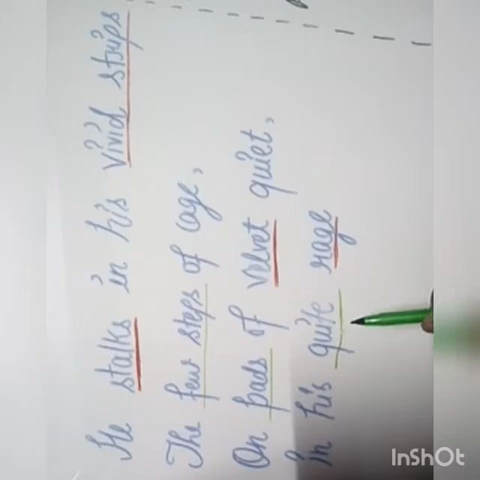 He stalks in his vivid strips
The few steps of cage,
On pads of velvet quiet,
In his quite rage
InShOt